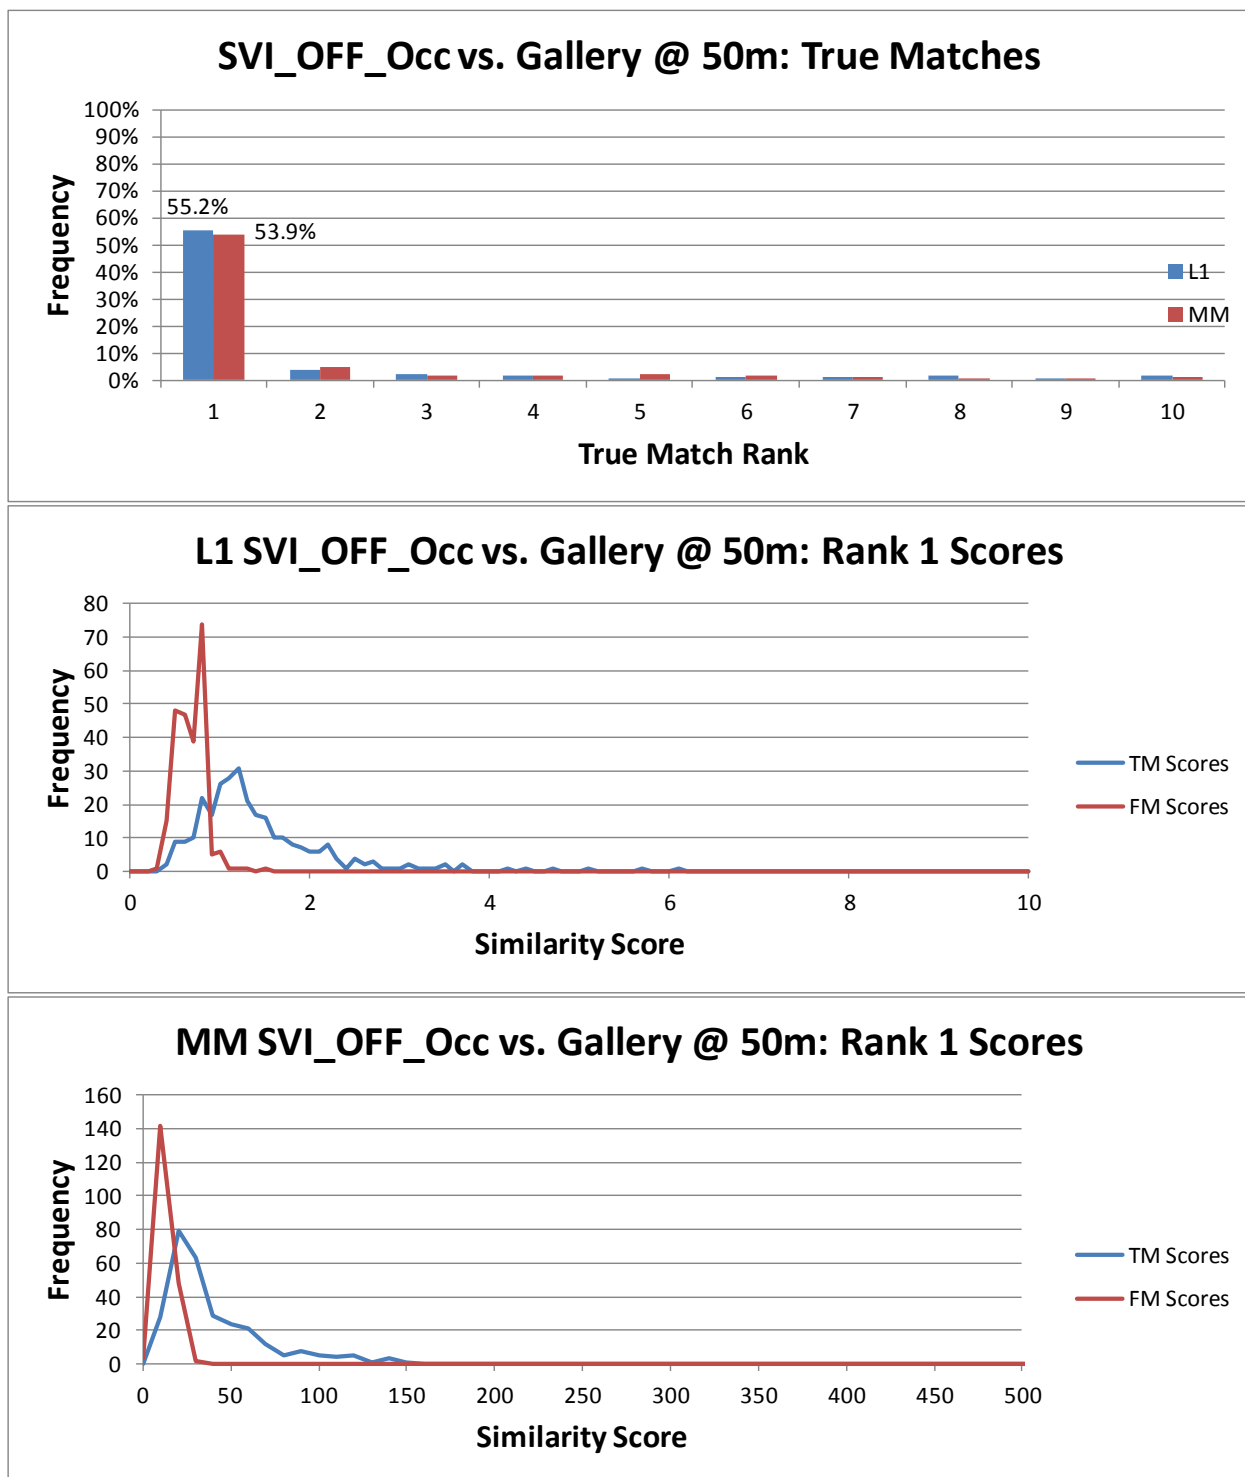 SVI_OFF_Occ vs. Gallery @ 50m: True Matches
100%
90%
80%
70%
60%
50%
40%
30%
20%
10%
0%
Frequency
55.2%
53.9%
L1
MM
1 2 3 4 5 6 7 8 9 10
True Match Rank
L1 SVI_OFF_Occ vs. Gallery @ 50m: Rank 1 Scores
80
70
60
50
40
30
20
10
0
Frequency
TM Scores
FM Scores
0 2 4 6 8 10
Similarity Score
MM SVI_OFF_Occ vs. Gallery @ 50m: Rank 1 Scores
160
140
120
100
80
60
40
20
0
Frequency
TM Scores
FM Scores
0 50 100 150 200 250 300 350 400 450 500
Similarity Score